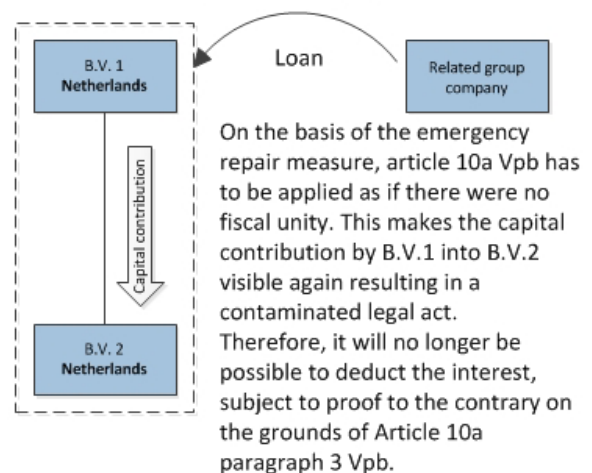 B.V. 1
Netherlands
Loan
Related group
company
Capital contribution
B.V. 2
Netherlands
On the basis of the emergency
repair measure, article 10a Vpb has
to be applied as if there were no
fiscal unity. This makes the capital
contribution by B.V.1 into B.V.2
visible again resulting in a
contaminated legal act.
Therefore, it will no longer be
possible to deduct the interest,
subject to proof to the contrary on
the grounds of Article 10a
paragraph 3 Vpb.